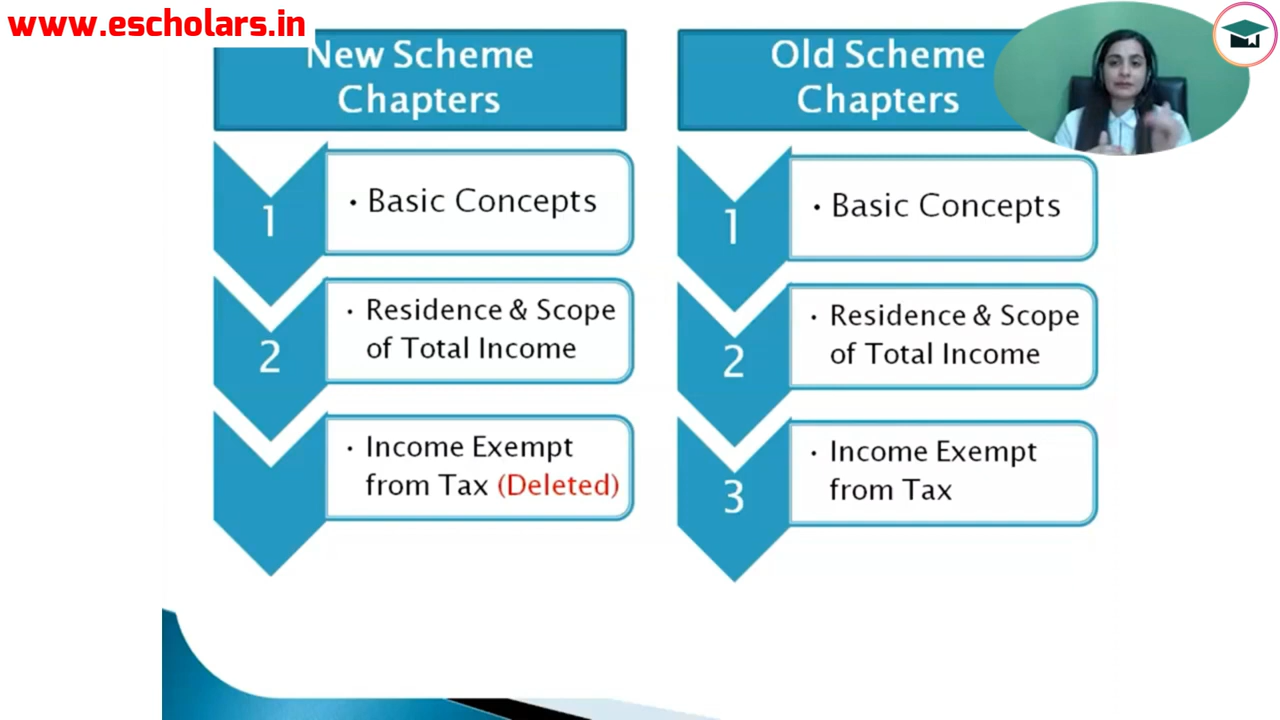 www.escholars.in
New Scheme
Chapters
1
• Basic Concepts
2
• Residence & Scope
of Total Income
• Income Exempt
from Tax (Deleted)
Old Scheme
Chapters
1
• Basic Concepts
2
• Residence & Scope
of Total Income
3
• Income Exempt
from Tax